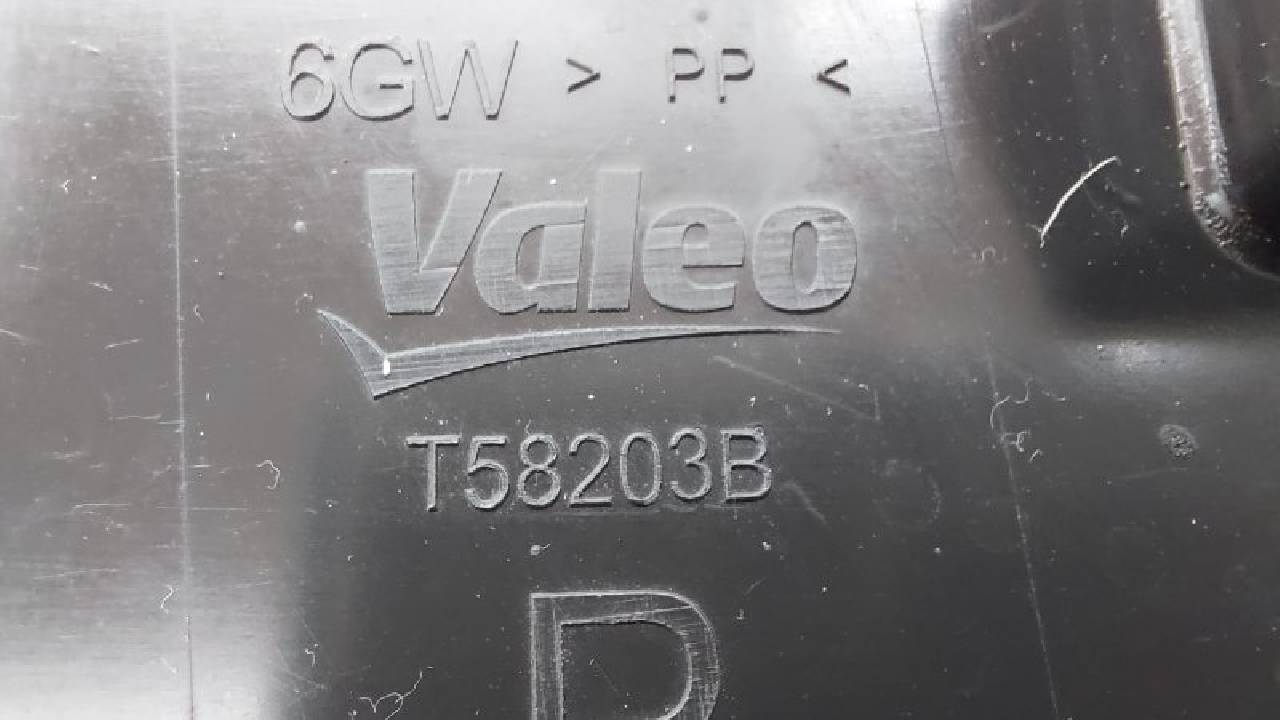 6GW > PP <
Valeo
T58203B